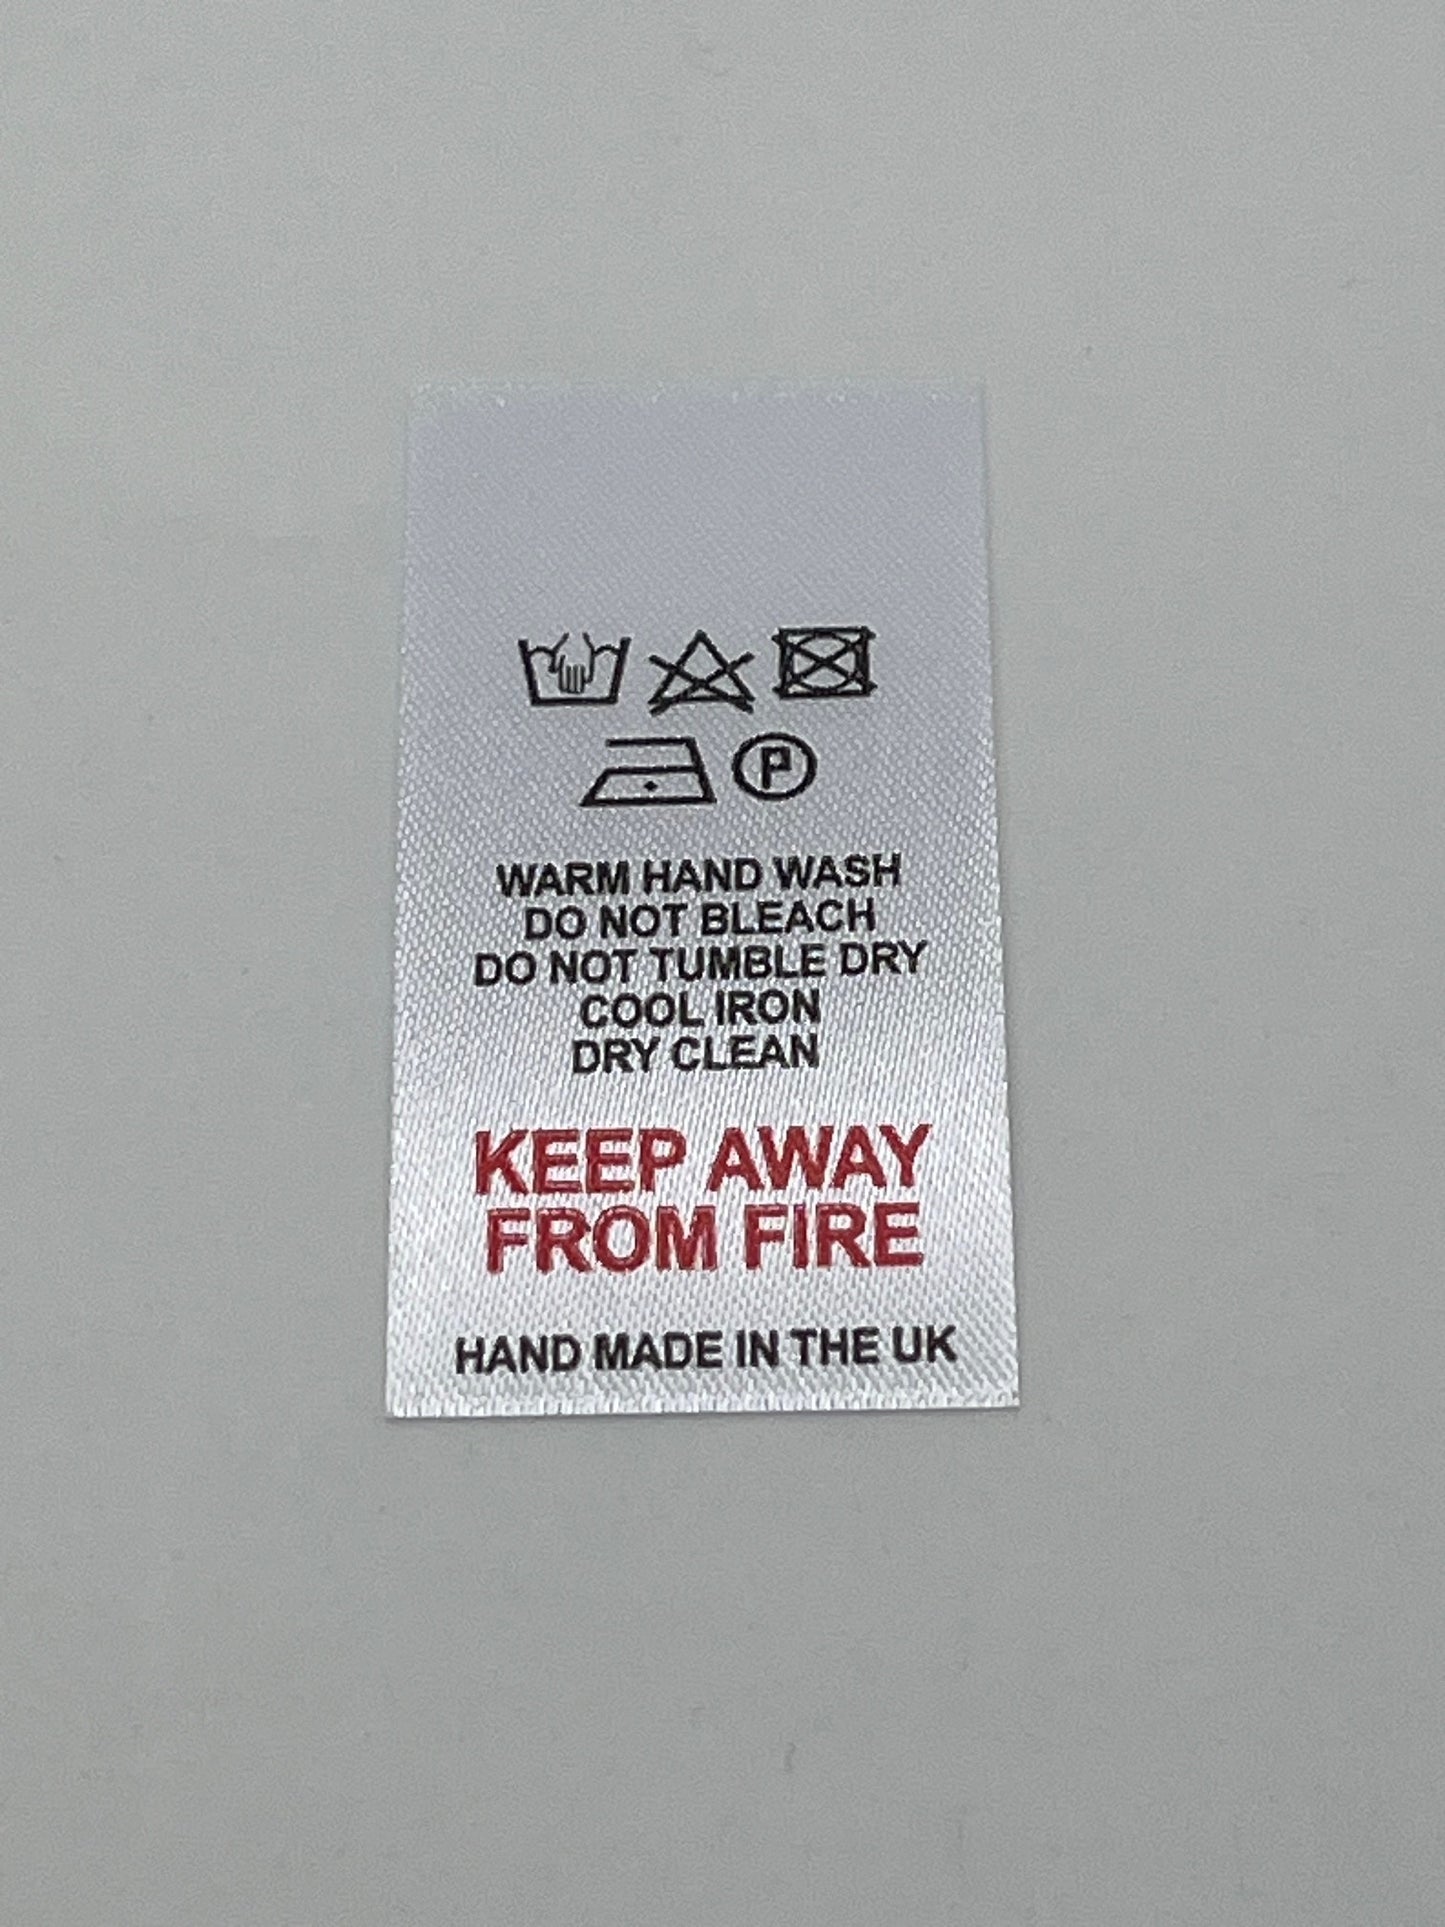 P
WARM HAND WASH
DO NOT BLEACH
DO NOT TUMBLE DRY
COOL IRON
DRY CLEAN
KEEP AWAY
FROM FIRE
HAND MADE IN THE UK